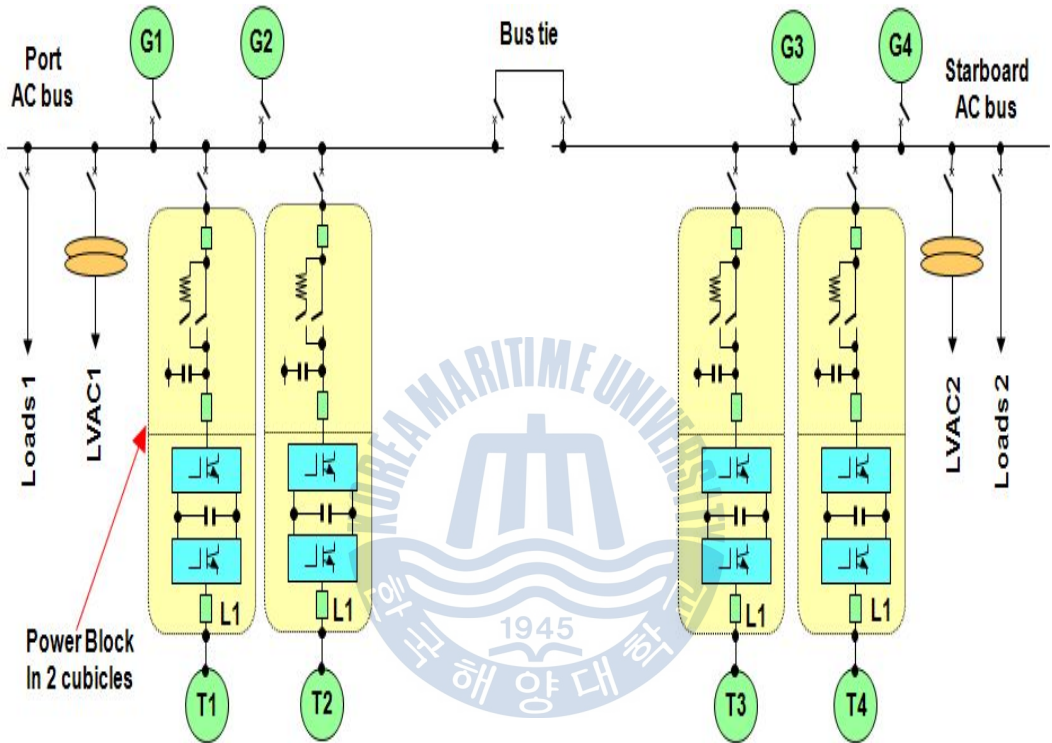 G1
G2
G3
G4
Port
AC bus
Bus tie
Starboard
AC bus
Loads 1
LVAC1
LVAC2
Loads 2
KOREA MARITIME UNIVERSITY
1945
한국해양대학교
L1
L1
L1
L1
Power Block
In 2 cubicles
T1
T2
T3
T4